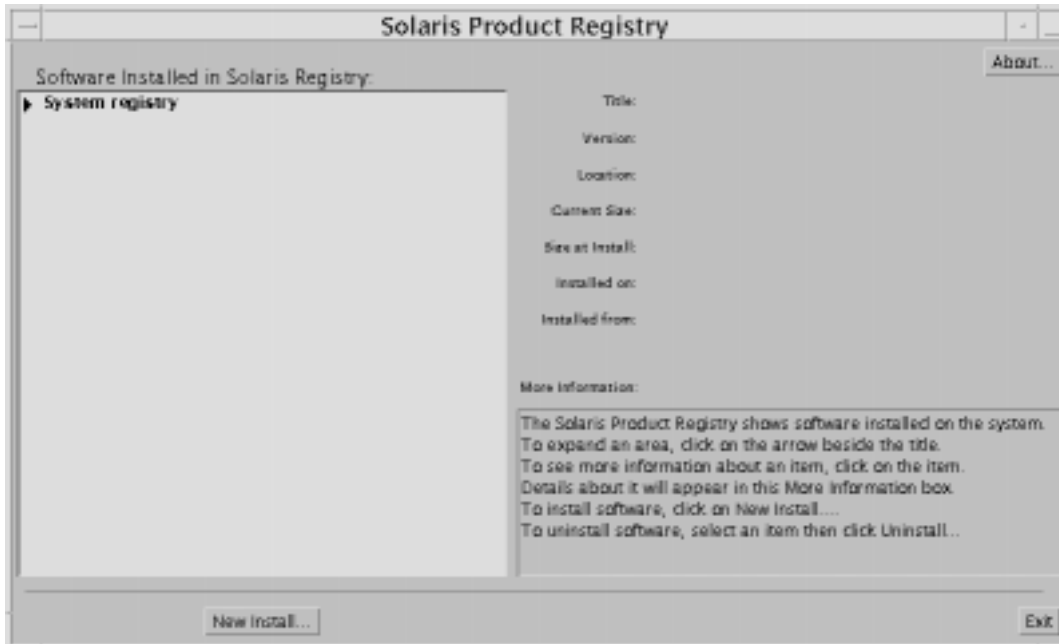 Solaris Product Registry
About...
Software Installed in Solaris Registry:
System registry
Title:
Version:
Location:
Current Size:
Size at Install:
Installed on:
Installed from:
More Information:
The Solaris Product Registry shows software installed on the system.
To expand an area, click on the arrow beside the title.
To see more information about an item, click on the item.
Details about it will appear in this More Information box.
To install software, click on New Install....
To uninstall software, select an item then click Uninstall...
New Install...
Exit